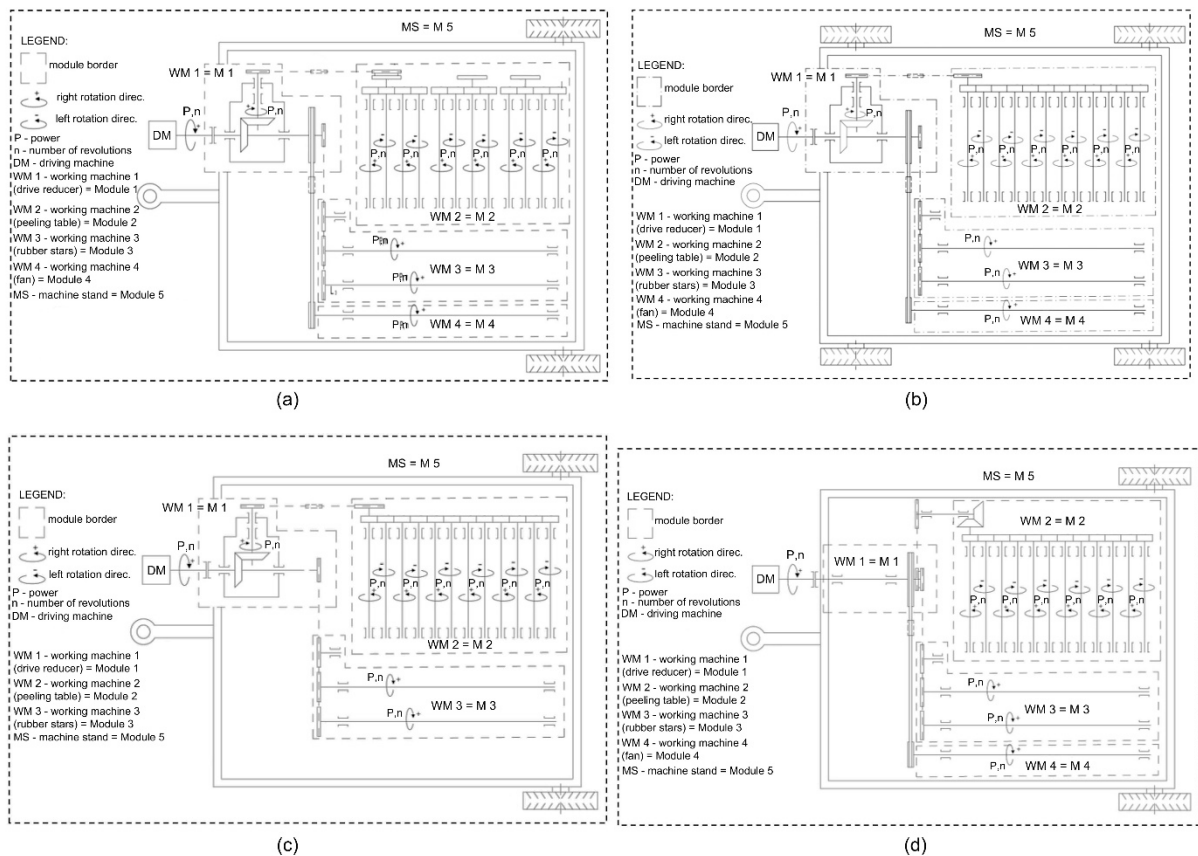 MS = M 5
LEGEND:
module border
right rotation direc.
left rotation direc.
P - power
n - number of revolutions
DM - driving machine
WM 1 - working machine 1
(drive reducer) = Module 1
WM 2 - working machine 2
(peeling table) = Module 2
WM 3 - working machine 3
(rubber stars) = Module 3
WM 4 - working machine 4
(fan) = Module 4
MS - machine stand = Module 5
WM 1 = M 1
P,n
P,n
DM
P,n P,n P,n P,n P,n P,n
WM 2 = M 2
WM 3 = M 3
WM 4 = M 4
(a)
MS = M 5
LEGEND:
module border
right rotation direc.
left rotation direc.
P - power
n - number of revolutions
DM - driving machine
WM 1 - working machine 1
(drive reducer) = Module 1
WM 2 - working machine 2
(peeling table) = Module 2
WM 3 - working machine 3
(rubber stars) = Module 3
WM 4 - working machine 4
(fan) = Module 4
MS - machine stand = Module 5
WM 1 = M 1
P,n
P,n
DM
P,n P,n P,n P,n P,n P,n
WM 2 = M 2
P,n
WM 3 = M 3
P,n
P,n
WM 4 = M 4
(b)
MS = M 5
LEGEND:
module border
right rotation direc.
left rotation direc.
P - power
n - number of revolutions
DM - driving machine
WM 1 - working machine 1
(drive reducer) = Module 1
WM 2 - working machine 2
(peeling table) = Module 2
WM 3 - working machine 3
(rubber stars) = Module 3
MS - machine stand = Module 5
WM 1 = M 1
P,n
P,n
DM
P,n P,n P,n P,n P,n P,n
WM 2 = M 2
P,n
WM 3 = M 3
P,n
(c)
MS = M 5
LEGEND:
module border
right rotation direc.
left rotation direc.
P - power
n - number of revolutions
DM - driving machine
WM 1 - working machine 1
(drive reducer) = Module 1
WM 2 - working machine 2
(peeling table) = Module 2
WM 3 - working machine 3
(rubber stars) = Module 3
WM 4 - working machine 4
(fan) = Module 4
MS - machine stand = Module 5
WM 2 = M 2
P,n
WM 1 = M 1
DM
P,n P,n P,n P,n P,n P,n
P,n
WM 3 = M 3
P,n
P,n
WM 4 = M 4
(d)